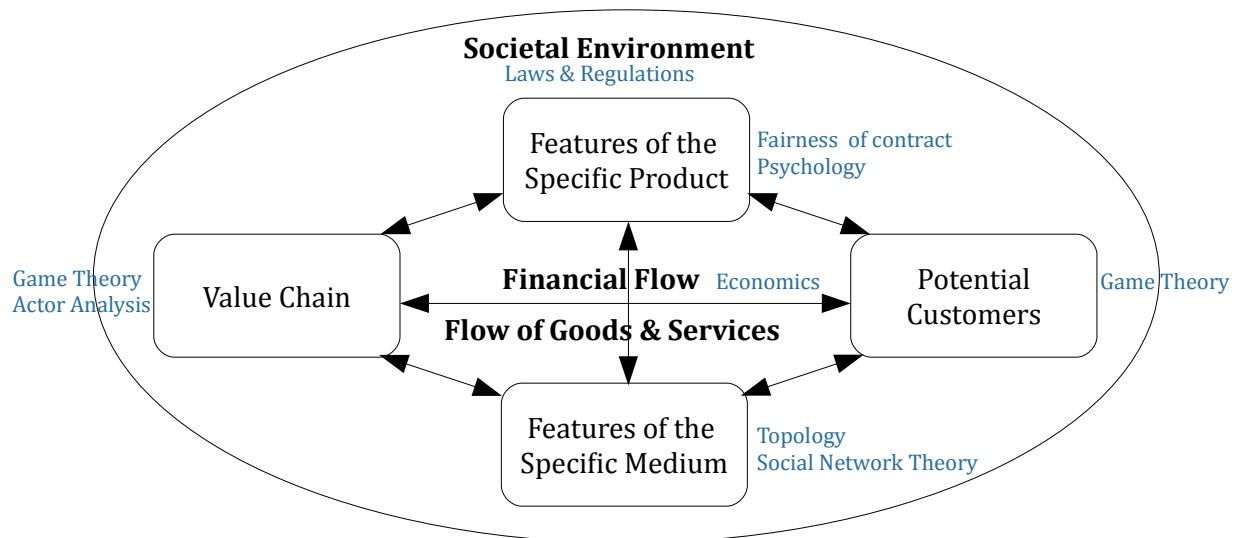 Societal Environment
Laws & Regulations
Features of the
Specific Product
Fairness of contract
Psychology
Game Theory
Actor Analysis
Value Chain
Financial Flow
Economics
Flow of Goods & Services
Potential
Customers
Game Theory
Features of the
Specific Medium
Topology
Social Network Theory